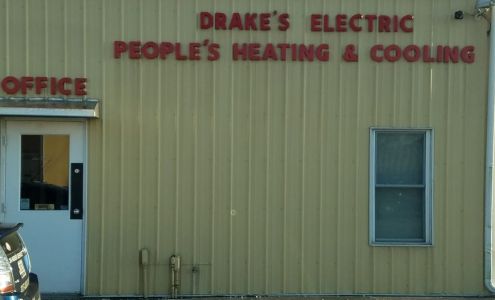 DRAKE'S ELECTRIC
PEOPLE'S HEATING & COOLING
OFFICE